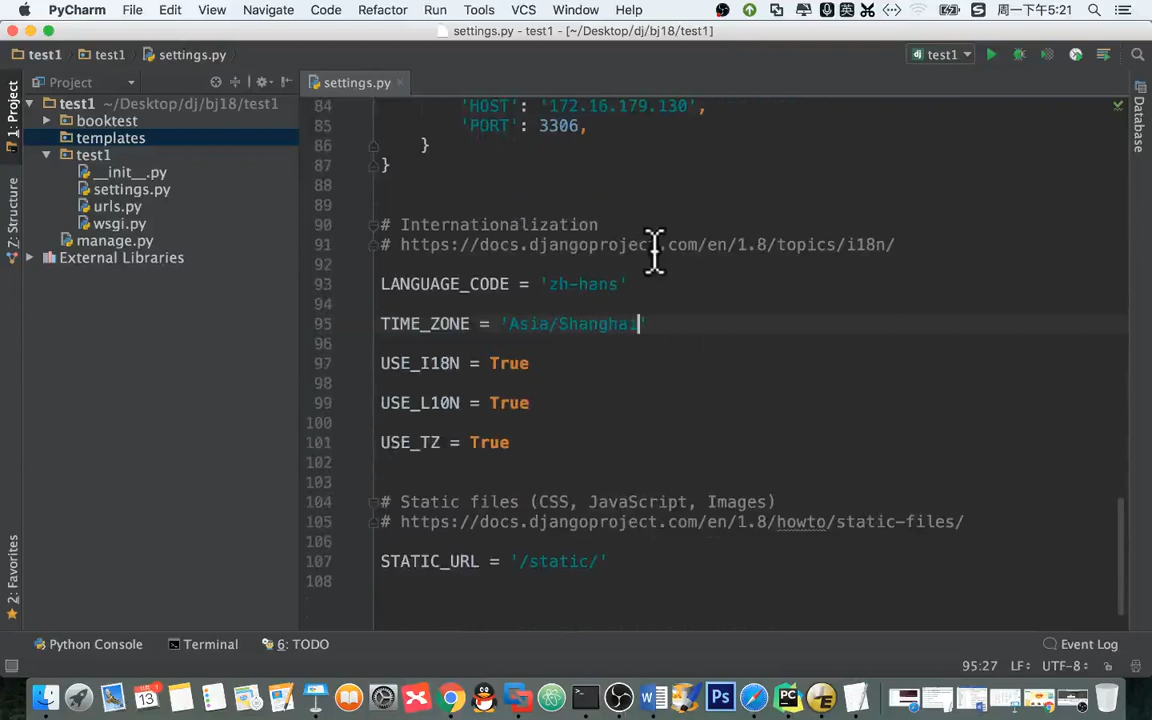 PyCharm File Edit View Navigate Code Refactor Run Tools VCS Window Help 英 周一下午5:21
settings.py - test1 - [~/Desktop/dj/bj18/test1]
test1 test1 settings.py test1
Project settings.py
1: Project
7: Structure
2: Favorites
Database
test1 ~/Desktop/dj/bj18/test1
booktest
templates
test1
__init__.py
settings.py
urls.py
wsgi.py
manage.py
External Libraries
84 'HOST': '172.16.179.130',
85 'PORT': 3306,
86 }
87 }
88
89
90 # Internationalization
91 # https://docs.djangoproject.com/en/1.8/topics/i18n/
92
93 LANGUAGE_CODE = 'zh-hans'
94
95 TIME_ZONE = 'Asia/Shanghai'
96
97 USE_I18N = True
98
99 USE_L10N = True
100
101 USE_TZ = True
102
103
104 # Static files (CSS, JavaScript, Images)
105 # https://docs.djangoproject.com/en/1.8/howto/static-files/
106
107 STATIC_URL = '/static/'
108
Python Console Terminal 6: TODO Event Log
95:27 LF÷ UTF-8÷
13 W Ps PC